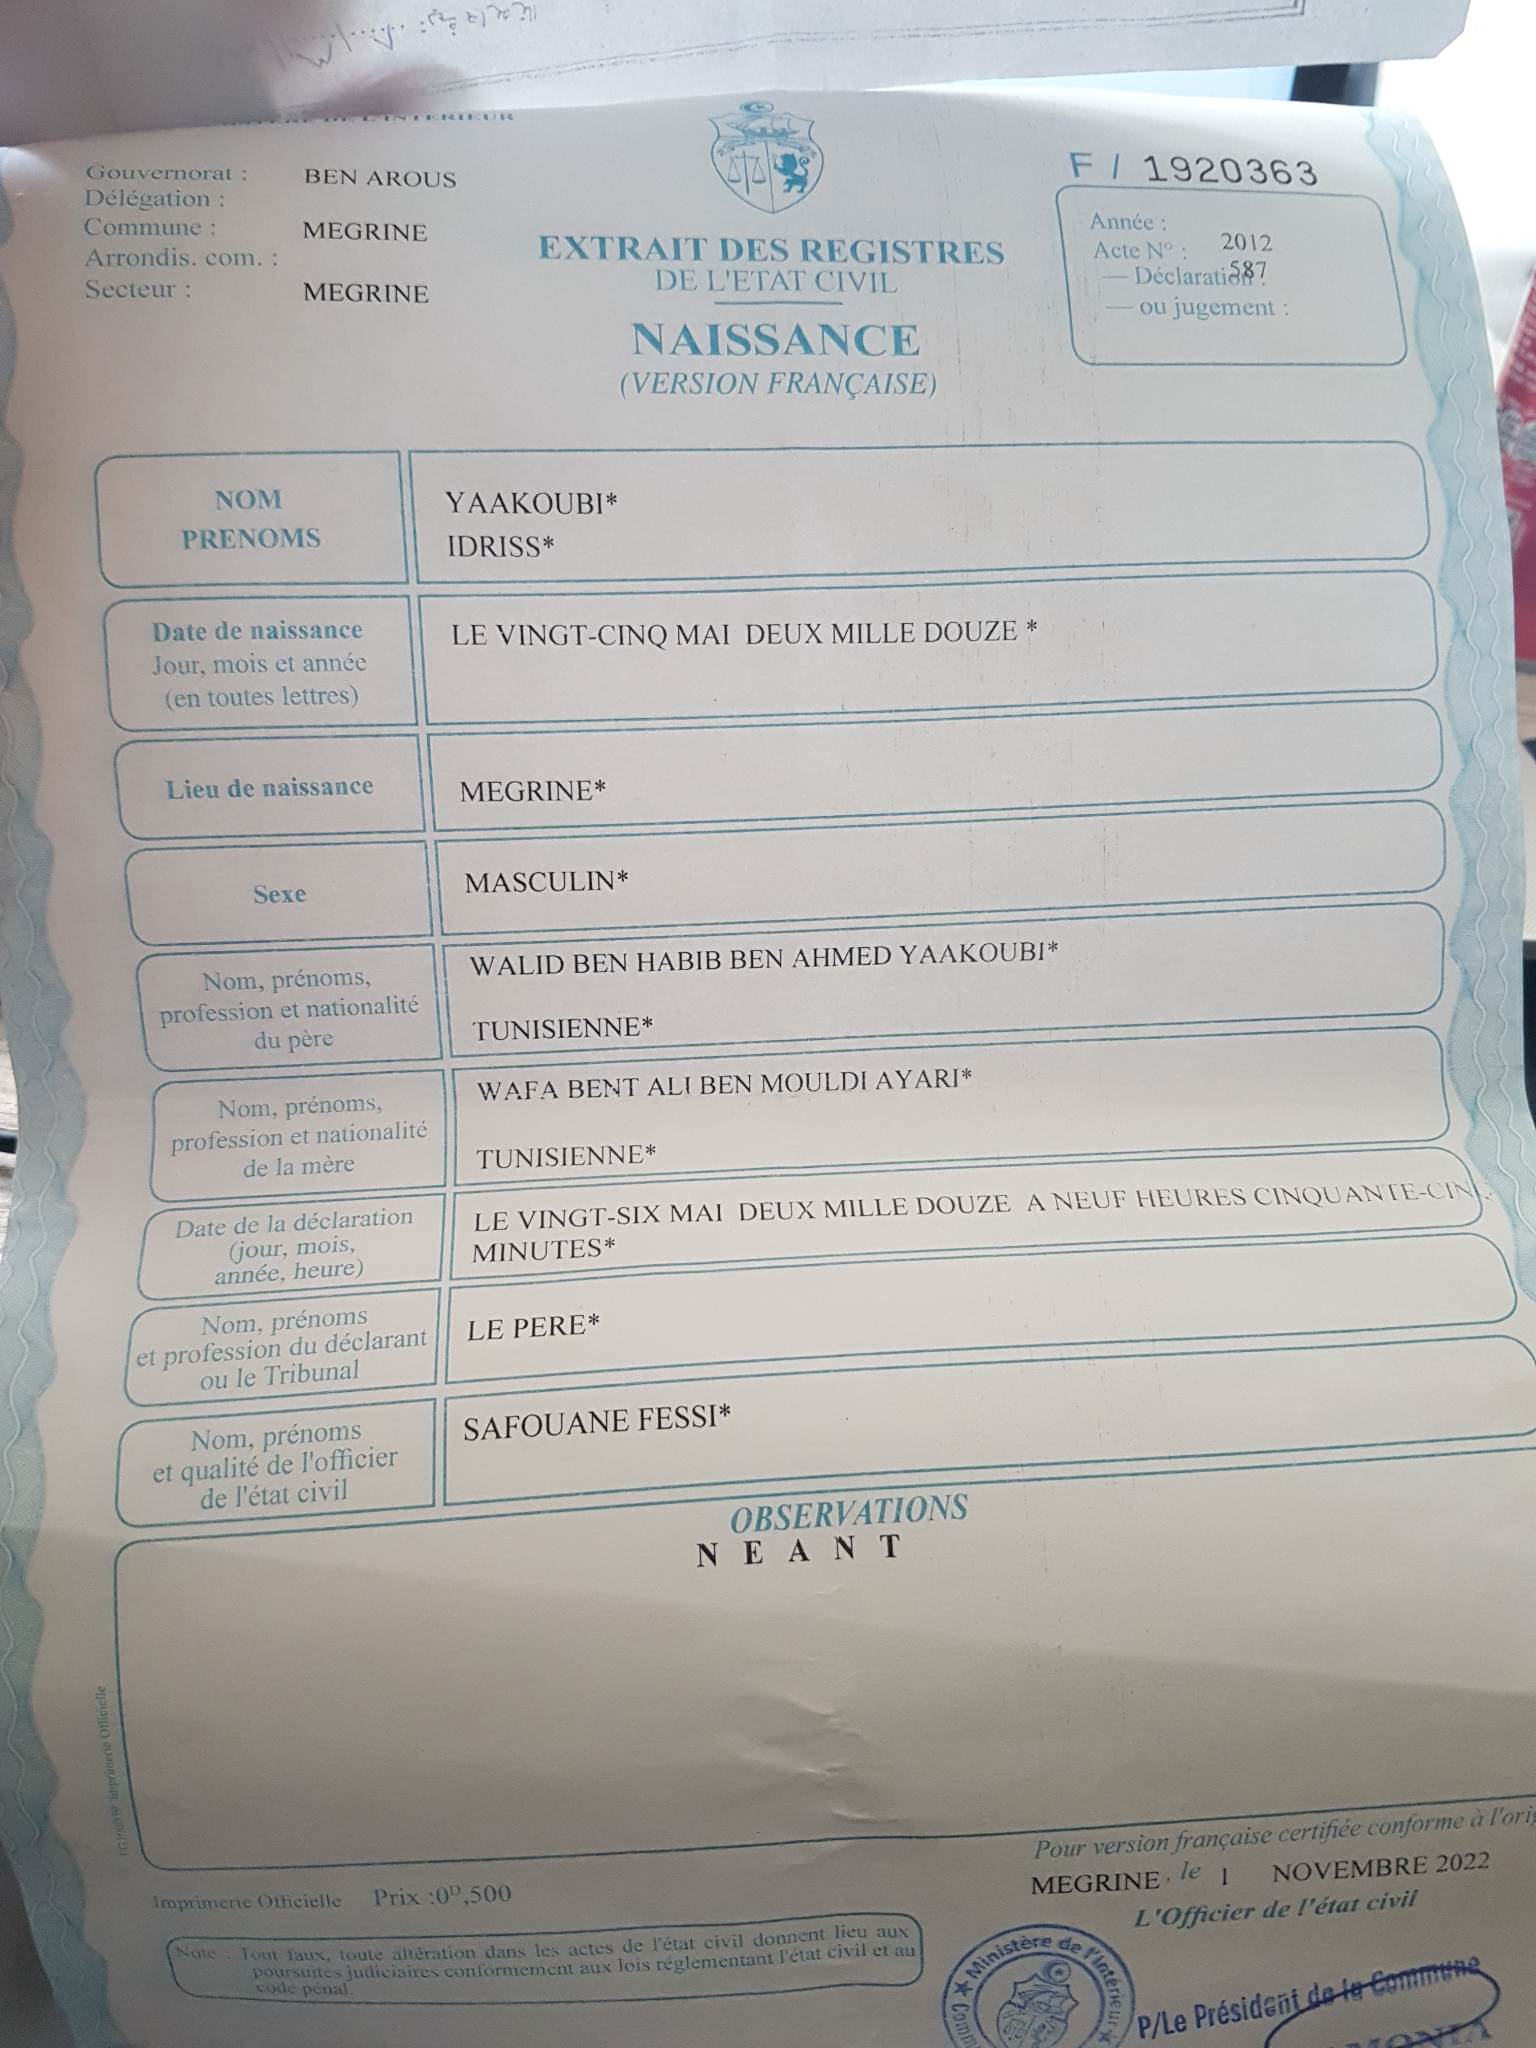 DE L'INTERIEUR
Gouvernorat : BEN AROUS
Délégation :
Commune : MEGRINE
Arrondis. com. :
Secteur : MEGRINE
EXTRAIT DES REGISTRES
DE L'ETAT CIVIL
NAISSANCE
(VERSION FRANÇAISE)
F / 1920363
Année : 2012
Acte N° : 587
— Déclaration :
— ou jugement :
NOM
PRENOMS
YAAKOUBI*
IDRISS*
Date de naissance
Jour, mois et année
(en toutes lettres)
LE VINGT-CINQ MAI DEUX MILLE DOUZE *
Lieu de naissance
MEGRINE*
Sexe
MASCULIN*
Nom, prénoms,
profession et nationalité
du père
WALID BEN HABIB BEN AHMED YAAKOUBI*
TUNISIENNE*
Nom, prénoms,
profession et nationalité
de la mère
WAFA BENT ALI BEN MOULDI AYARI*
TUNISIENNE*
Date de la déclaration
(jour, mois,
année, heure)
LE VINGT-SIX MAI DEUX MILLE DOUZE A NEUF HEURES CINQUANTE-CIN
MINUTES*
Nom, prénoms
et profession du déclarant
ou le Tribunal
LE PERE*
Nom, prénoms
et qualité de l'officier
de l'état civil
SAFOUANE FESSI*
OBSERVATIONS
N E A N T
Imprimerie Officielle
Pour version française certifiée conforme à l'ori
MEGRINE, le 1 NOVEMBRE 2022
L'Officier de l'état civil
Imprimerie Officielle Prix :0D,500
Note : Tout faux, toute altération dans les actes de l'état civil donnent lieu aux
poursuites judiciaires conformement aux lois réglementant l'état civil et au
code pénal.
Ministère de l'Intérieur
Comm
P/Le Président de la Commune
MONIA